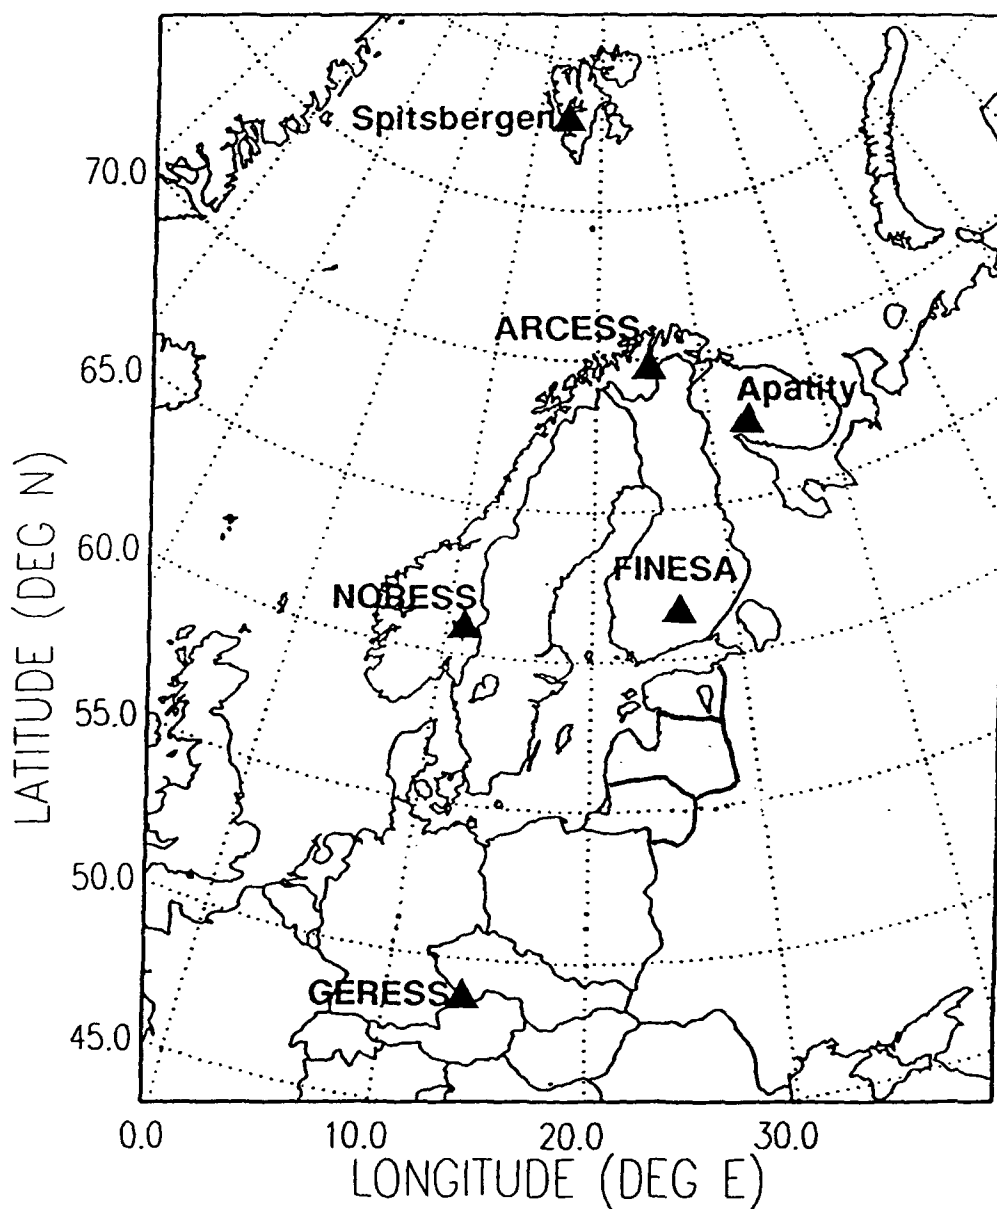 Spitsbergen
70.0
ARCESS
65.0
Apatity
60.0
FINESA
NORESS
55.0
50.0
GERESS
45.0
LATITUDE (DEG N)
0.0 10.0 20.0 30.0
LONGITUDE (DEG E)